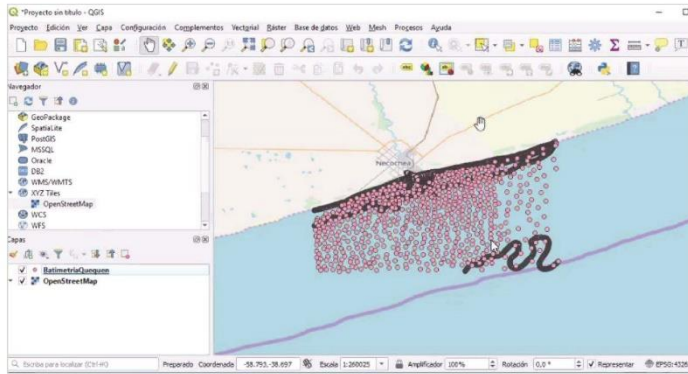 *Proyecto sin título - QGIS
Proyecto Edición Ver Capa Configuración Complementos Vectorial Ráster Base de datos Web Mesh Procesos Ayuda
Navegador
GeoPackage
SpatiaLite
PostGIS
MSSQL
Oracle
DB2
WMS/WMTS
XYZ Tiles
OpenStreetMap
WCS
WFS
Capas
BatimetriaQuequen
OpenStreetMap
Necochea
Escriba para localizar (Ctrl+K) Preparado Coordenada -58.793,-38.697 Escala 1:260025 Amplificador 100% Rotación 0,0 ° Representar EPSG:4326